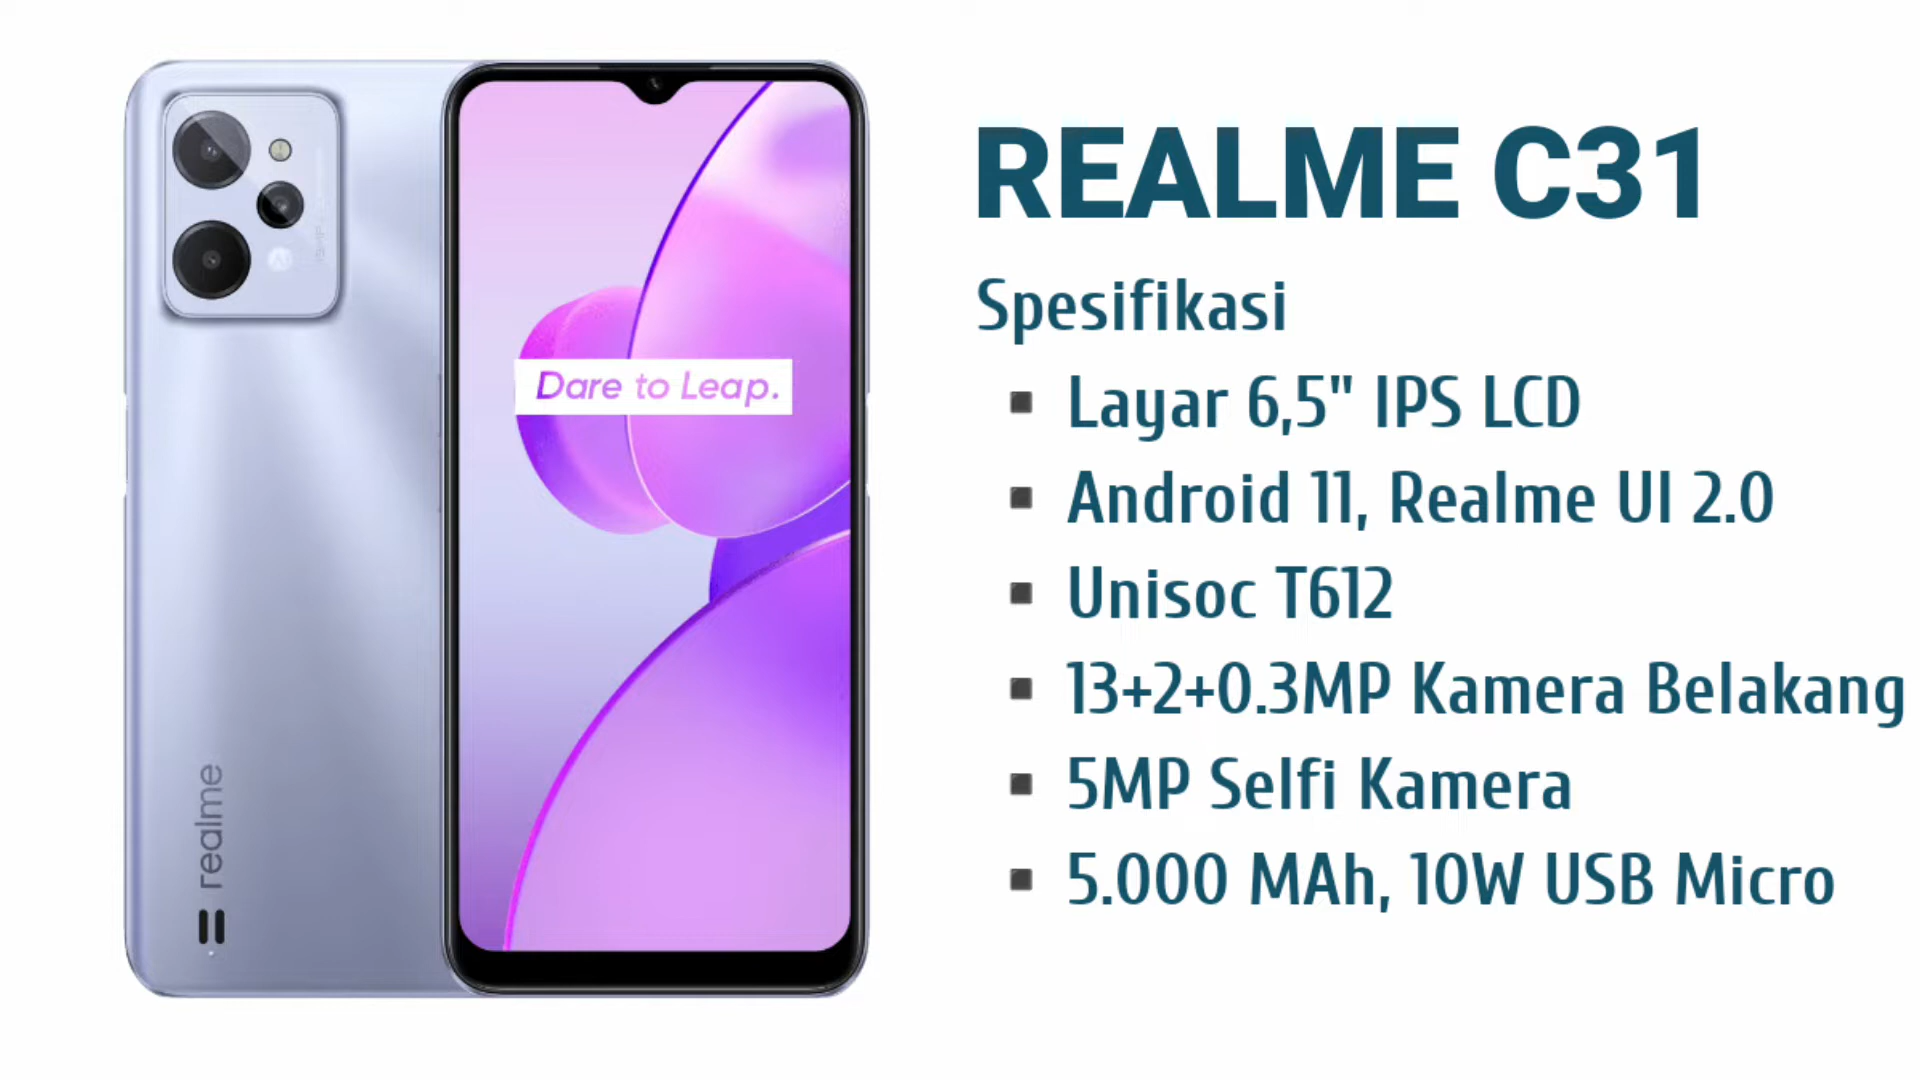 REALME C31
Spesifikasi
▪ Layar 6,5" IPS LCD
▪ Android 11, Realme UI 2.0
▪ Unisoc T612
▪ 13+2+0.3MP Kamera Belakang
▪ 5MP Selfi Kamera
▪ 5.000 MAh, 10W USB Micro
Dare to Leap.
realme
AI